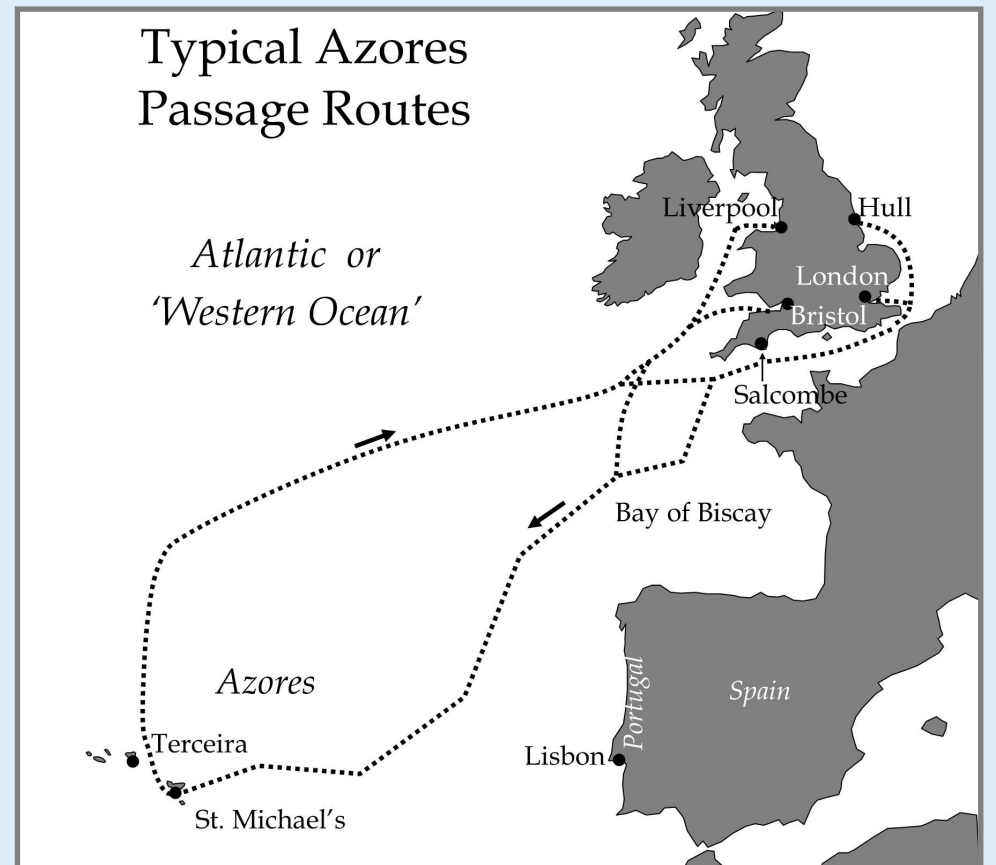 Typical Azores
Passage Routes
Atlantic or
‘Western Ocean’
Liverpool
Hull
London
Bristol
Salcombe
Bay of Biscay
Azores
Portugal
Spain
Terceira
Lisbon
St. Michael’s